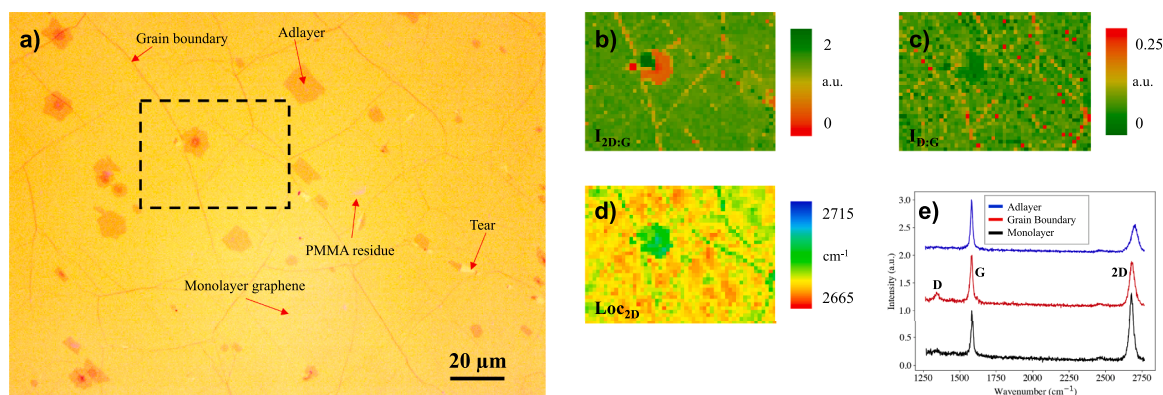 a)
Grain boundary
Adlayer
PMMA residue
Tear
Monolayer graphene
20 µm
b)
I2D:G
2
a.u.
0
c)
ID:G
0.25
a.u.
0
d)
Loc2D
2715
cm-1
2665
e)
Adlayer
Grain Boundary
Monolayer
D
G
2D
3.0
2.5
2.0
1.5
1.0
0.5
0.0
Intensity (a.u.)
1250 1500 1750 2000 2250 2500 2750
Wavenumber (cm−1)